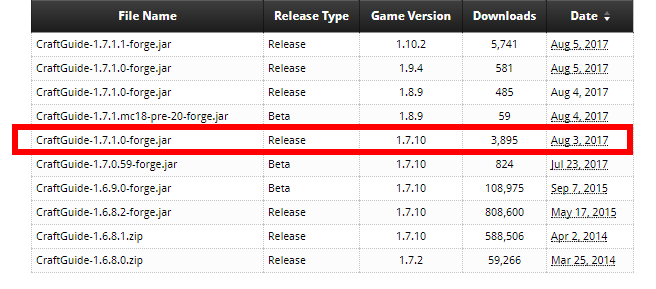 File Name Release Type Game Version Downloads Date
CraftGuide-1.7.1.1-forge.jar Release 1.10.2 5,741 Aug 5, 2017
CraftGuide-1.7.1.0-forge.jar Release 1.9.4 581 Aug 5, 2017
CraftGuide-1.7.1.0-forge.jar Release 1.8.9 485 Aug 4, 2017
CraftGuide-1.7.1.mc18-pre-20-forge.jar Beta 1.8.9 59 Aug 4, 2017
CraftGuide-1.7.1.0-forge.jar Release 1.7.10 3,895 Aug 3, 2017
CraftGuide-1.7.0.59-forge.jar Beta 1.7.10 824 Jul 23, 2017
CraftGuide-1.6.9.0-forge.jar Beta 1.7.10 108,975 Sep 7, 2015
CraftGuide-1.6.8.2-forge.jar Release 1.7.10 808,600 May 17, 2015
CraftGuide-1.6.8.1.zip Release 1.7.10 588,506 Apr 2, 2014
CraftGuide-1.6.8.0.zip Release 1.7.2 59,266 Mar 25, 2014